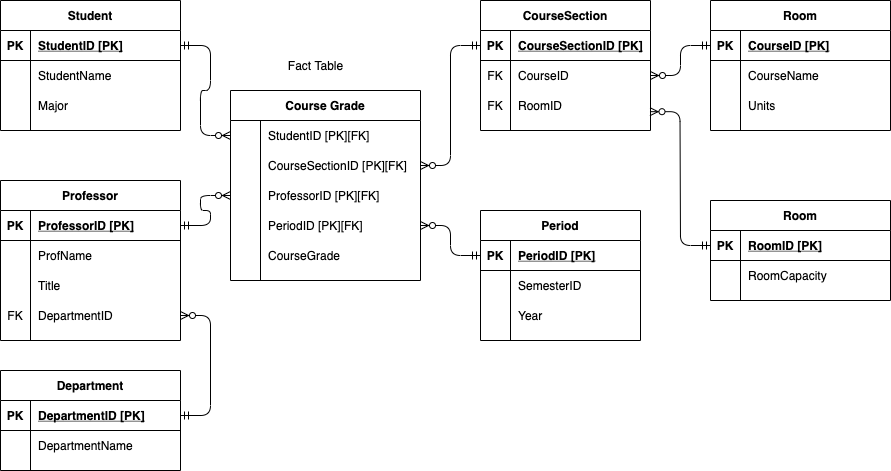 Student
PK StudentID [PK]
StudentName
Major
Fact Table
Course Grade
StudentID [PK][FK]
CourseSectionID [PK][FK]
ProfessorID [PK][FK]
PeriodID [PK][FK]
CourseGrade
CourseSection
PK CourseSectionID [PK]
FK CourseID
FK RoomID
Room
PK CourseID [PK]
CourseName
Units
Professor
PK ProfessorID [PK]
ProfName
Title
FK DepartmentID
Period
PK PeriodID [PK]
SemesterID
Year
Room
PK RoomID [PK]
RoomCapacity
Department
PK DepartmentID [PK]
DepartmentName